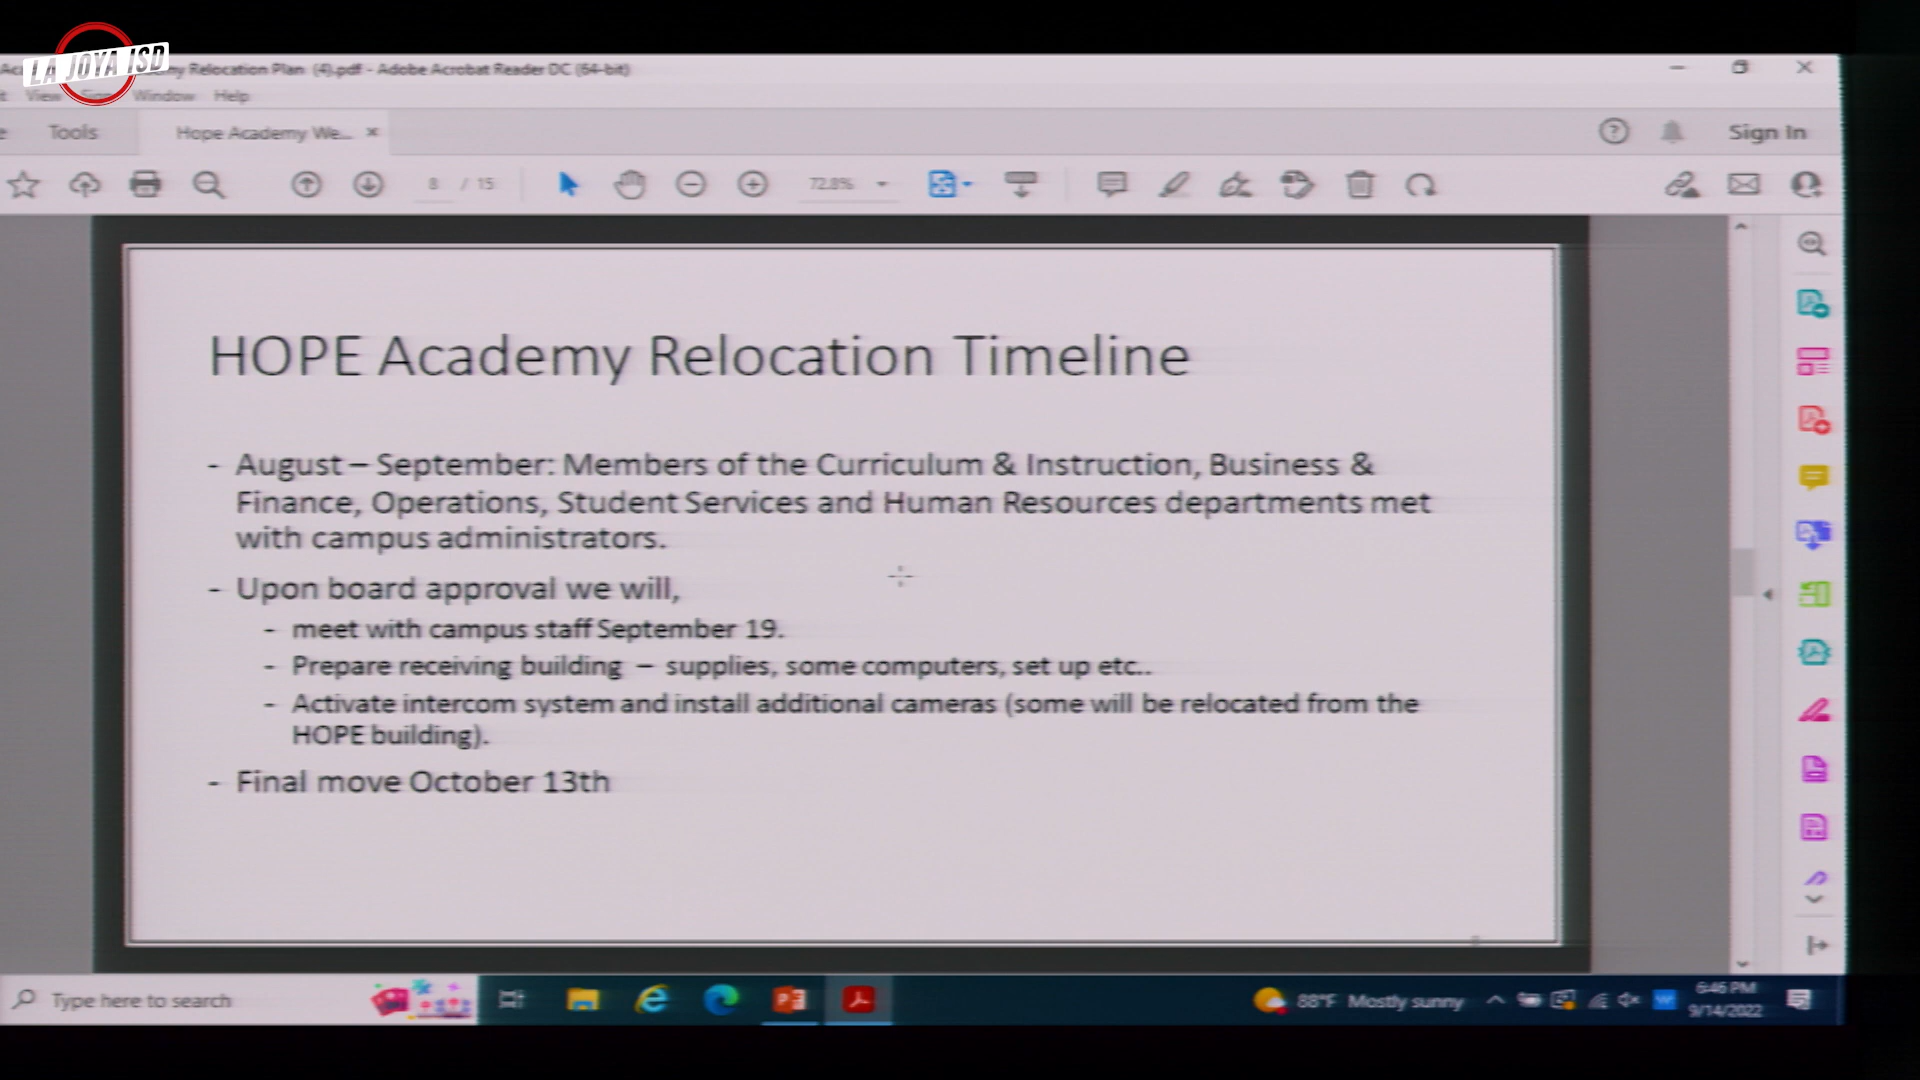 LA JOYA ISD
Relocation Plan (4).pdf - Adobe Acrobat Reader DC (64-bit)
View Window Help
Tools Hope Academy We... × Sign In
8 / 15 72.8%
HOPE Academy Relocation Timeline
- August – September: Members of the Curriculum & Instruction, Business &
Finance, Operations, Student Services and Human Resources departments met
with campus administrators.
- Upon board approval we will,
- meet with campus staff September 19.
- Prepare receiving building – supplies, some computers, set up etc..
- Activate intercom system and install additional cameras (some will be relocated from the
HOPE building).
- Final move October 13th
8
Type here to search 88°F Mostly sunny 6:46 PM
9/14/2022